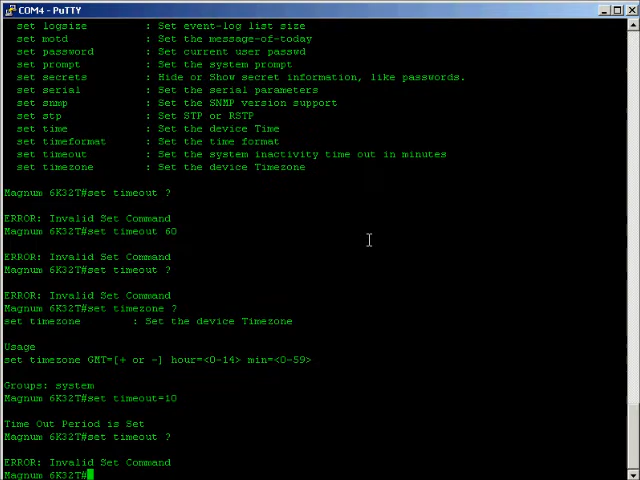 COM4 - PuTTY
set logsize : Set event-log list size
set motd : Set the message-of-today
set password : Set current user passwd
set prompt : Set the system prompt
set secrets : Hide or Show secret information, like passwords.
set serial : Set the serial parameters
set snmp : Set the SNMP version support
set stp : Set STP or RSTP
set time : Set the device Time
set timeformat : Set the time format
set timeout : Set the system inactivity time out in minutes
set timezone : Set the device Timezone
Magnum 6K32T#set timeout ?
ERROR: Invalid Set Command
Magnum 6K32T#set timeout 60
ERROR: Invalid Set Command
Magnum 6K32T#set timeout ?
ERROR: Invalid Set Command
Magnum 6K32T#set timezone ?
set timezone : Set the device Timezone
Usage
set timezone GMT=[+ or -] hour=<0-14> min=<0-59>
Groups: system
Magnum 6K32T#set timeout=10
Time Out Period is Set
Magnum 6K32T#set timeout ?
ERROR: Invalid Set Command
Magnum 6K32T#